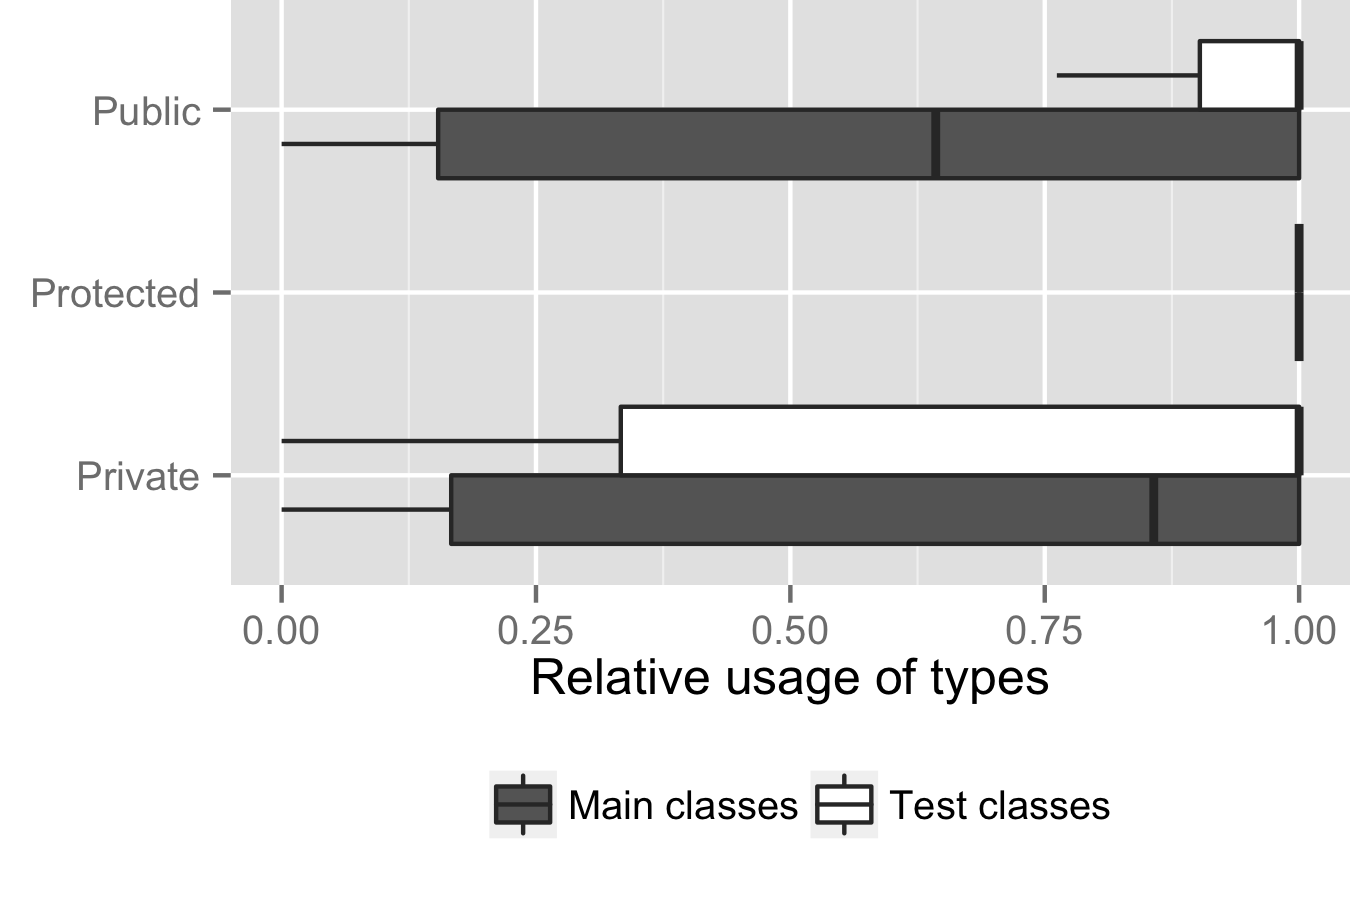 Public
Protected
Private
0.00 0.25 0.50 0.75 1.00
Relative usage of types
Main classes Test classes